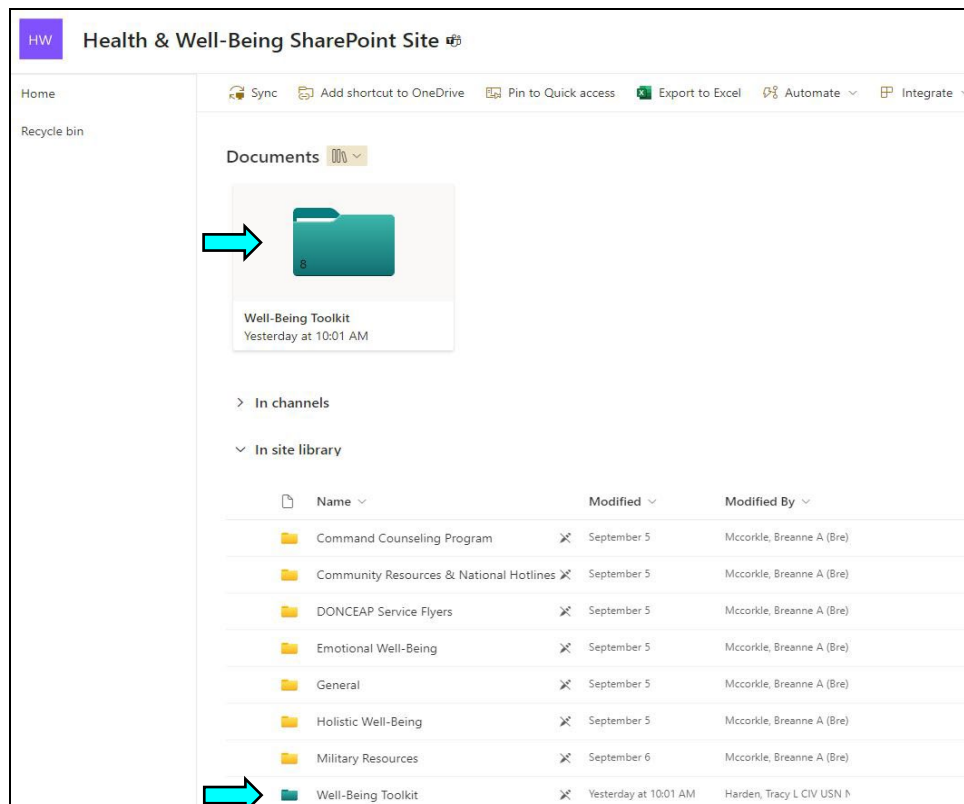 HW Health & Well-Being SharePoint Site
Home
Recycle bin
Sync Add shortcut to OneDrive Pin to Quick access Export to Excel Automate Integrate
Documents
8
Well-Being Toolkit
Yesterday at 10:01 AM
In channels
In site library
Name Modified Modified By
Command Counseling Program September 5 Mccorkle, Breanne A (Bre)
Community Resources & National Hotlines September 5 Mccorkle, Breanne A (Bre)
DONCEAP Service Flyers September 5 Mccorkle, Breanne A (Bre)
Emotional Well-Being September 5 Mccorkle, Breanne A (Bre)
General September 5 Mccorkle, Breanne A (Bre)
Holistic Well-Being September 5 Mccorkle, Breanne A (Bre)
Military Resources September 6 Mccorkle, Breanne A (Bre)
Well-Being Toolkit Yesterday at 10:01 AM Harden, Tracy L CIV USN